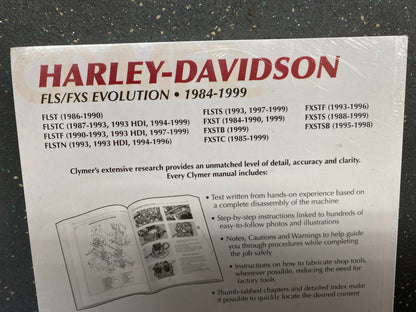 HARLEY-DAVIDSON
FLS/FXS EVOLUTION • 1984-1999
FLST (1986-1990)
FLSTC (1987-1993, 1993 HDI, 1994-1999)
FLSTF (1990-1993, 1993 HDI, 1997-1999)
FLSTN (1993, 1993 HDI, 1994-1996)
FLSTS (1993, 1997-1999)
FXST (1984-1990, 1999)
FXSTB (1999)
FXSTC (1985-1999)
FXSTF (1993-1996)
FXSTS (1988-1999)
FXSTSB (1995-1998)
Clymer's extensive research provides an unmatched level of detail, accuracy and clarity.
Every Clymer manual includes:
• Text written from hands-on experience based on
a complete disassembly of the machine
• Step-by-step instructions linked to hundreds of
easy-to-follow photos and illustrations
• Notes, Cautions and Warnings to help guide
you through procedures while completing
the job safely
• Instructions on how to fabricate shop tools,
whenever possible, reducing the need for
factory tools
• Thumb-tabbed chapters and detailed index make
it possible to quickly locate the desired content